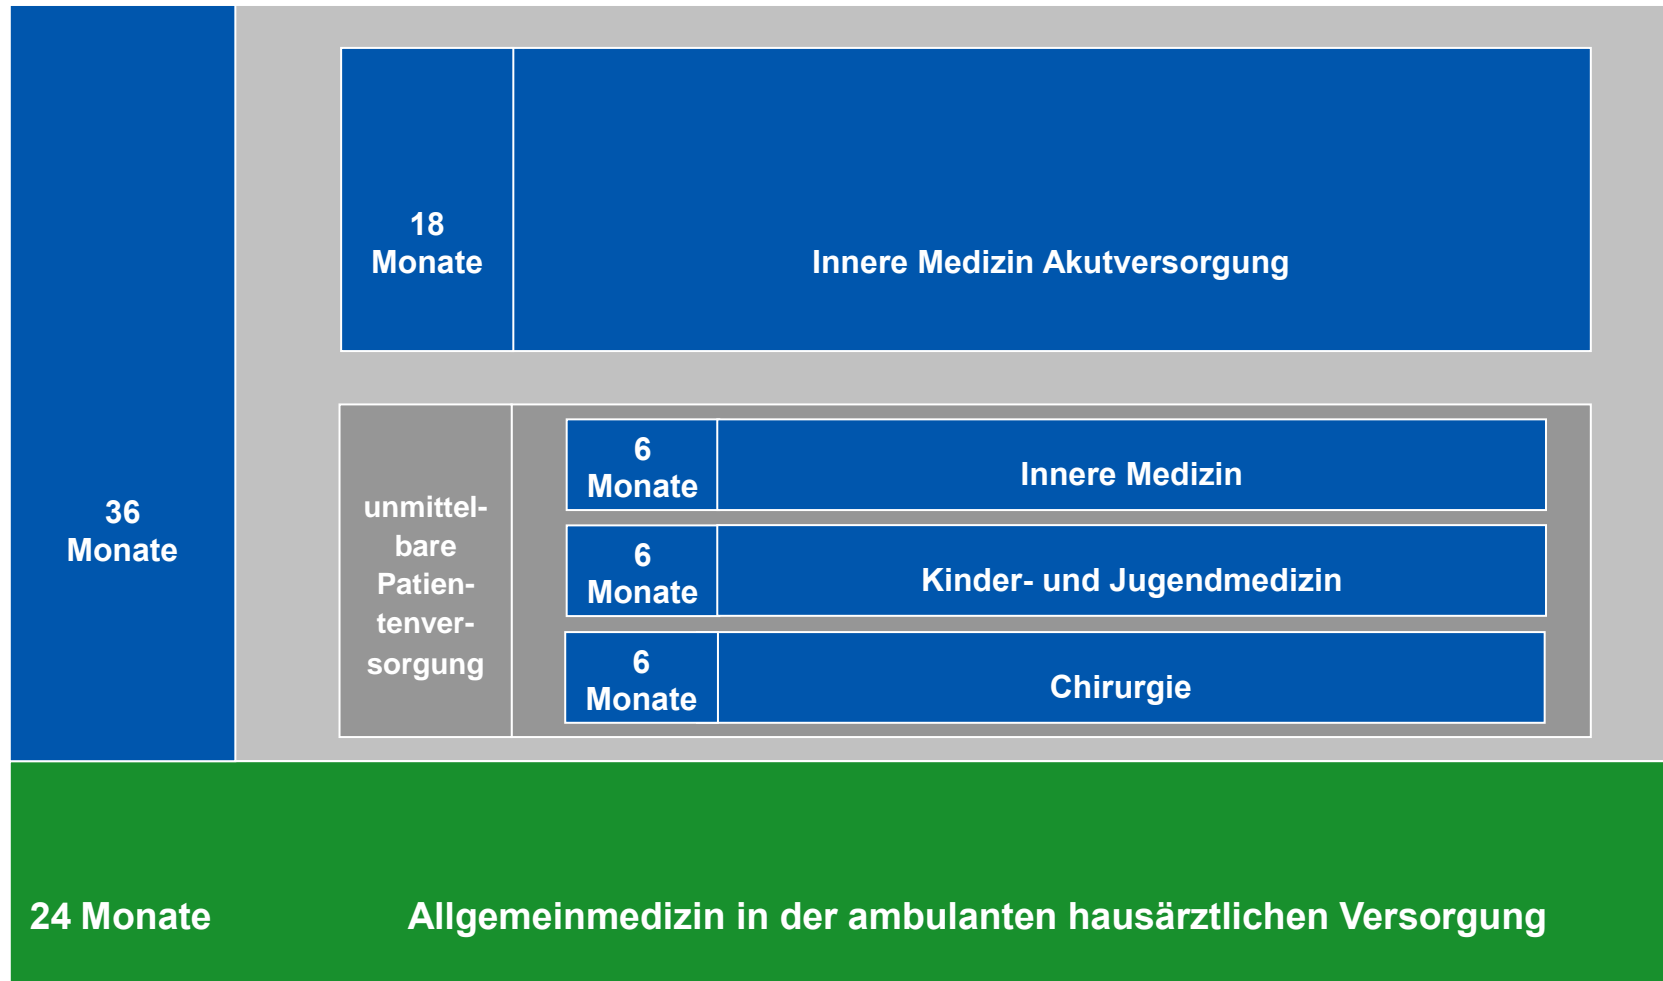 36
Monate
18
Monate
Innere Medizin Akutversorgung
unmittel-
bare
Patien-
tenver-
sorgung
6
Monate
Innere Medizin
6
Monate
Kinder- und Jugendmedizin
6
Monate
Chirurgie
24 Monate
Allgemeinmedizin in der ambulanten hausärztlichen Versorgung